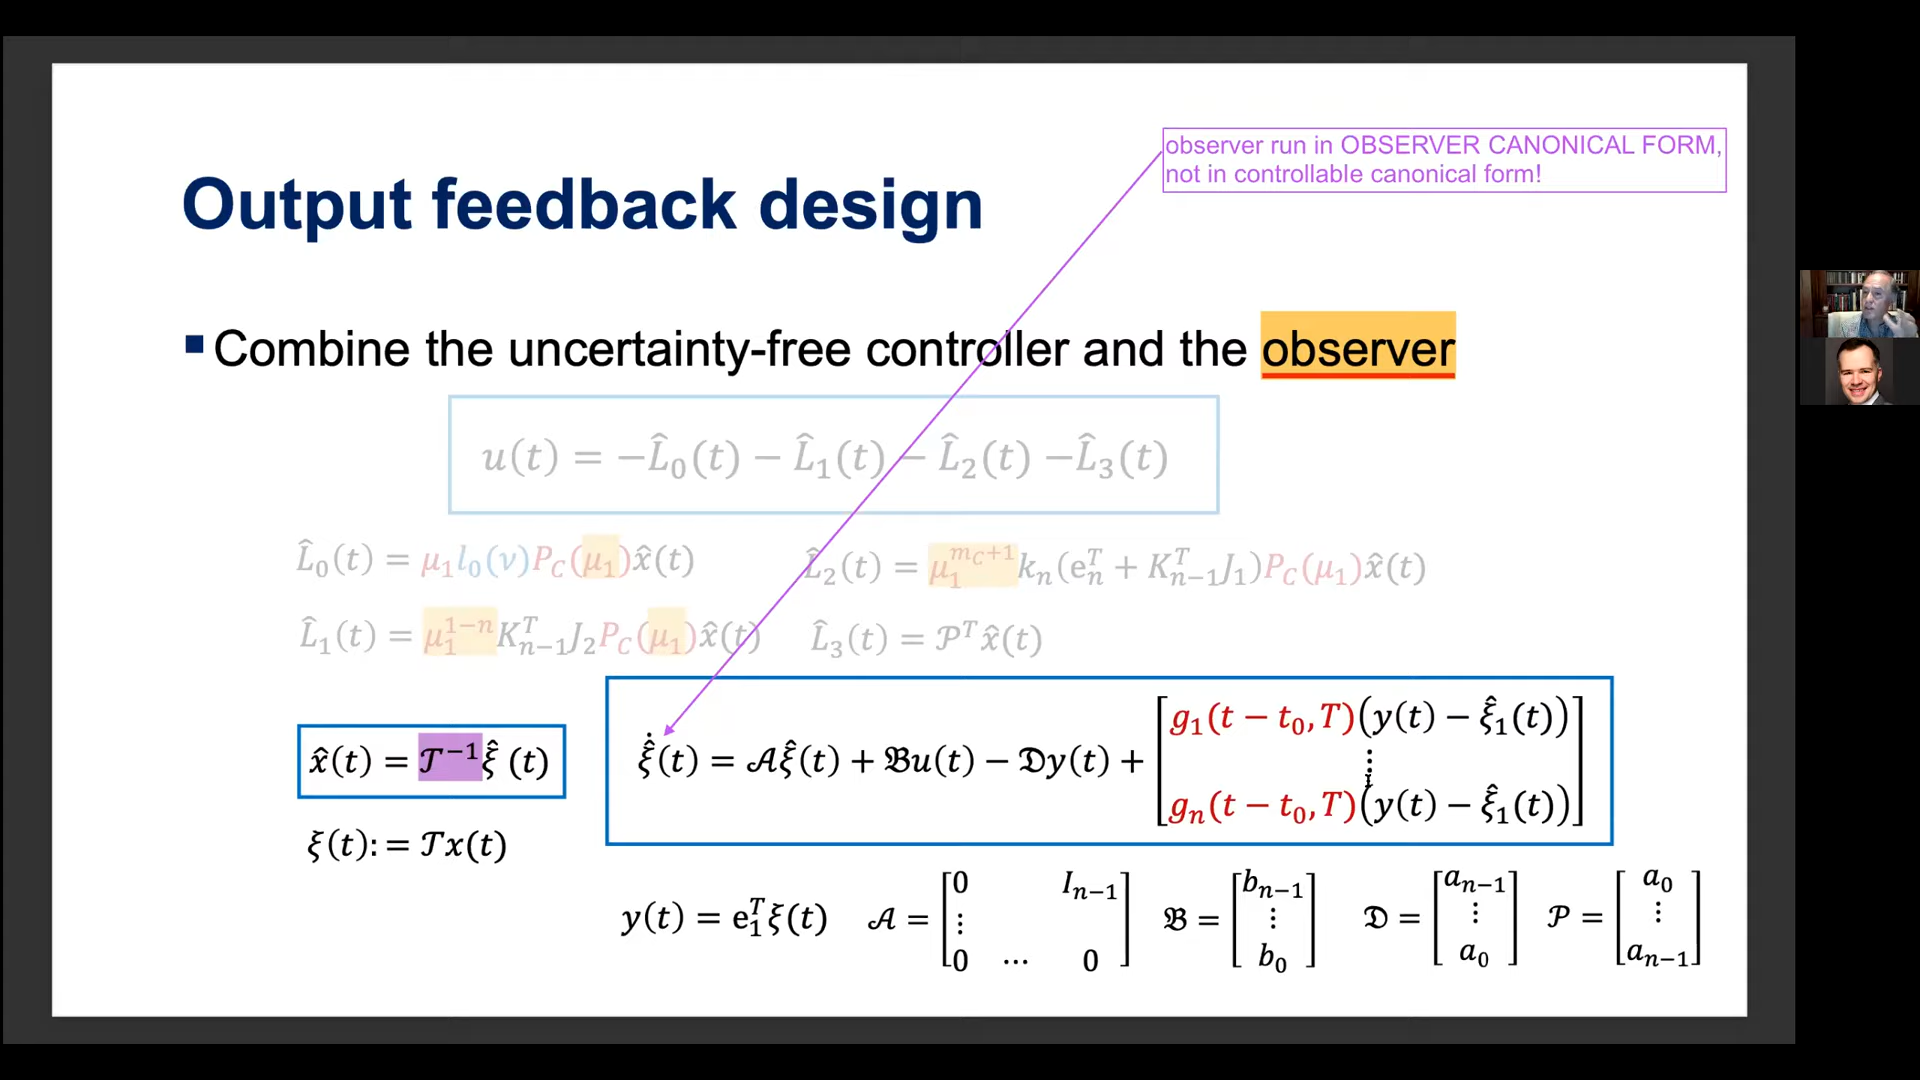 observer run in OBSERVER CANONICAL FORM,
not in controllable canonical form!
Output feedback design
▪ Combine the uncertainty-free controller and the observer
u(t) = −L̂₀(t) − L̂₁(t) − L̂₂(t) −L̂₃(t)
L̂₀(t) = μ₁l₀(ν)P_C(μ₁)x̂(t)
L̂₂(t) = μ₁^{m_C+1}k_n(e_n^T + K_{n−1}^T J₁)P_C(μ₁)x̂(t)
L̂₁(t) = μ₁^{1−n}K_{n−1}^T J₂P_C(μ₁)x̂(t)
L̂₃(t) = 𝒫^T x̂(t)
x̂(t) = 𝒯⁻¹ξ̂ (t)
ξ̂̇(t) = 𝒜ξ̂(t) + 𝔅u(t) − 𝔇y(t) + [g₁(t − t₀, T)(y(t) − ξ̂₁(t)) ⋮ g_n(t − t₀, T)(y(t) − ξ̂₁(t))]
ξ(t): = 𝒯x(t)
y(t) = e₁^T ξ(t)
𝒜 = [0 I_{n−1} ⋮ 0 … 0]
𝔅 = [b_{n−1} ⋮ b₀]
𝔇 = [a_{n−1} ⋮ a₀]
𝒫 = [a₀ ⋮ a_{n−1}]